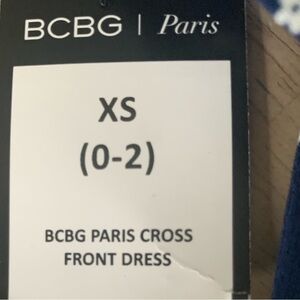 BCBG | Paris
XS
(0-2)
BCBG PARIS CROSS
FRONT DRESS